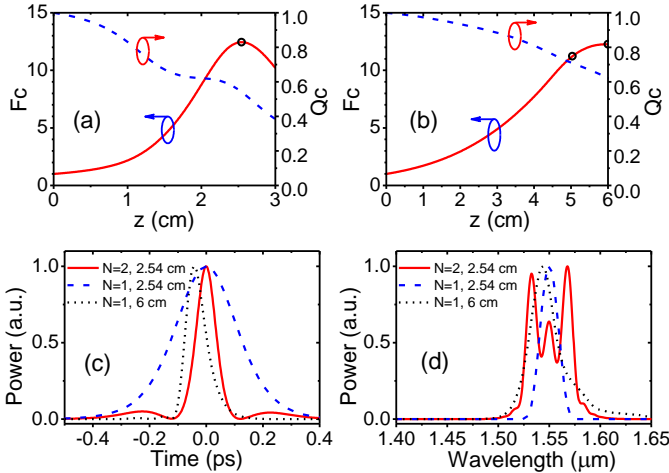 15
10
5
0
Fc
(a)
1.0
0.8
0.6
0.4
0.2
0.0
Qc
0 1 2 3
z (cm)
15
10
5
0
Fc
(b)
1.0
0.8
0.6
0.4
0.2
0.0
Qc
0 1 2 3 4 5 6
z (cm)
1.0
0.5
0.0
Power (a.u.)
N=2, 2.54 cm
N=1, 2.54 cm
N=1, 6 cm
(c)
-0.4 -0.2 0.0 0.2 0.4
Time (ps)
1.0
0.5
0.0
Power (a.u.)
N=2, 2.54 cm
N=1, 2.54 cm
N=1, 6 cm
(d)
1.40 1.45 1.50 1.55 1.60 1.65
Wavelength (μm)